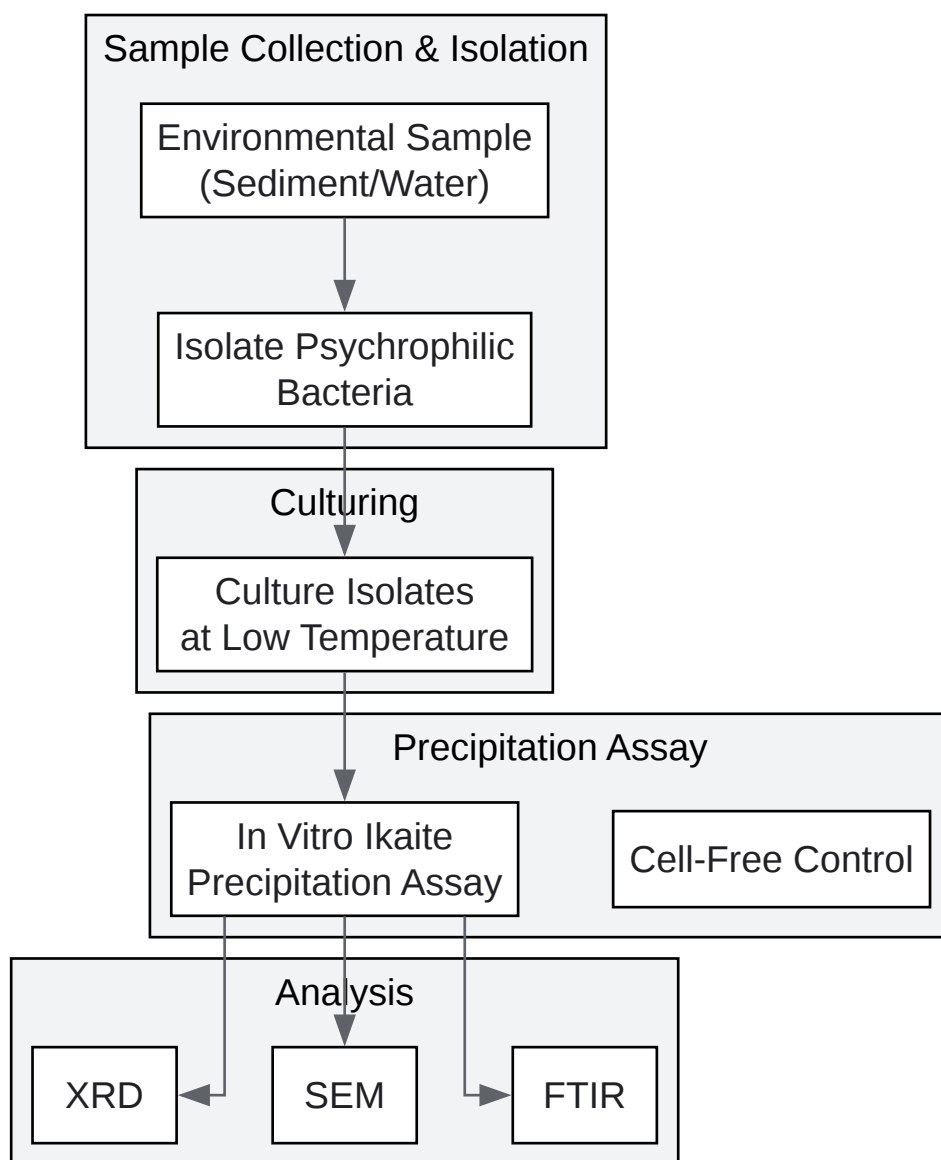 Sample Collection & Isolation
Environmental Sample
(Sediment/Water)
Isolate Psychrophilic
Bacteria
Culturing
Culture Isolates
at Low Temperature
Precipitation Assay
In Vitro Ikaite
Precipitation Assay
Cell-Free Control
Analysis
XRD
SEM
FTIR